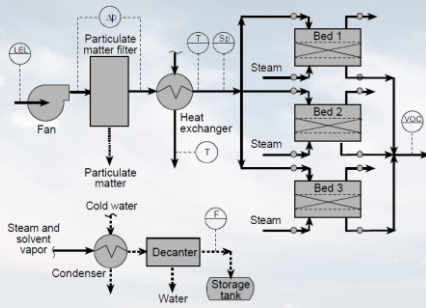 Δp
LEL
Particulate
matter filter
T
Sp
Bed 1
Steam
Fan
Heat
exchanger
Bed 2
VOC
Steam
T
Particulate
matter
Bed 3
Cold water
Steam
Steam and
solvent
vapor
F
Decanter
Condenser
Water
Storage
tank